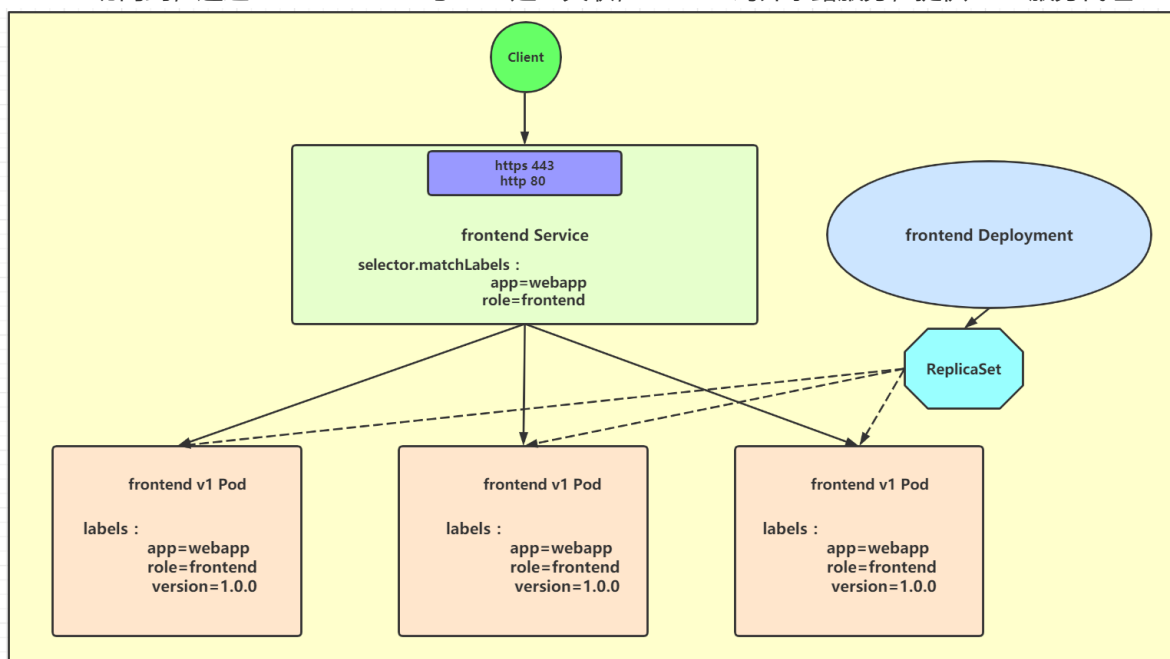 Client
https 443
http 80
frontend Service
selector.matchLabels：
app=webapp
role=frontend
frontend Deployment
ReplicaSet
frontend v1 Pod
labels：
app=webapp
role=frontend
version=1.0.0
frontend v1 Pod
labels：
app=webapp
role=frontend
version=1.0.0
frontend v1 Pod
labels：
app=webapp
role=frontend
version=1.0.0